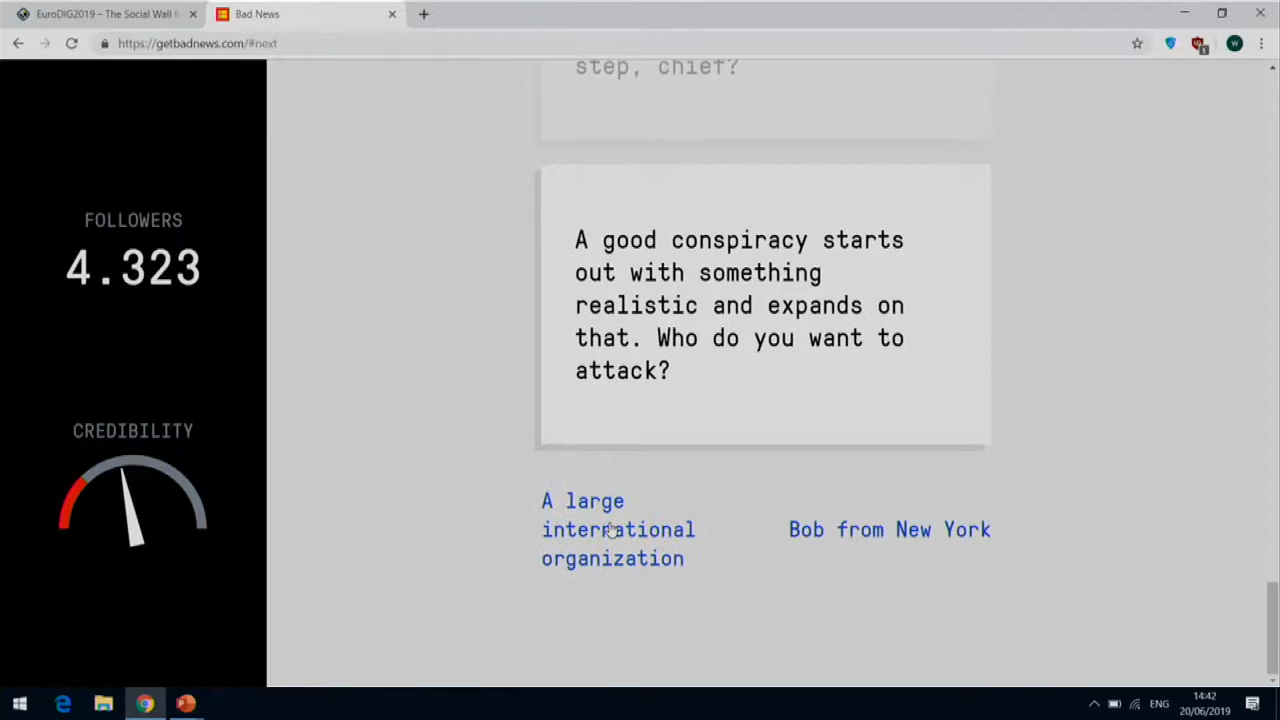 EuroDIG2019 – The Social Wall
Bad News
https://getbadnews.com/#next
W
1
step, chief?
FOLLOWERS
4.323
A good conspiracy starts
out with something
realistic and expands on
that. Who do you want to
attack?
CREDIBILITY
A large
international
organization
Bob from New York
ENG
14:42
20/06/2019